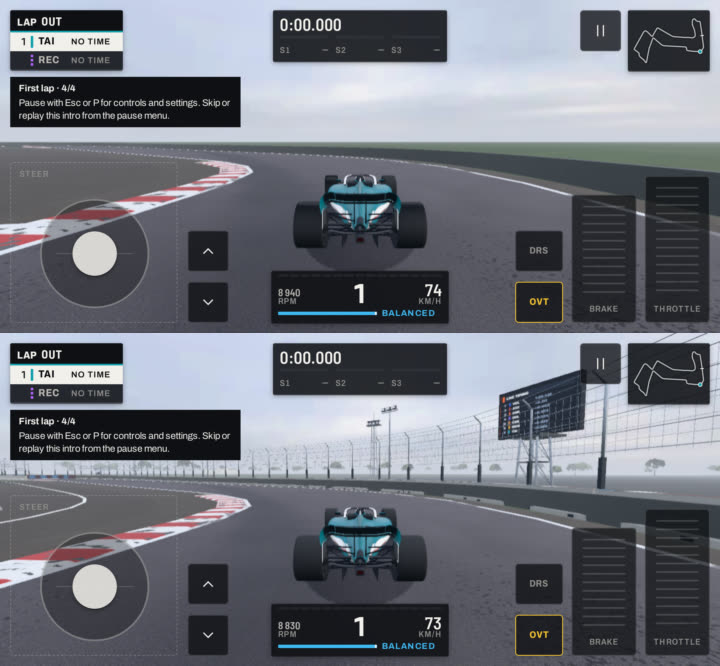 LAP OUT
1 TAI NO TIME
REC NO TIME
First lap · 4/4
Pause with Esc or P for controls and settings. Skip or
replay this intro from the pause menu.
0:00.000
S1 – S2 – S3 –
STEER
8 940
RPM
1
74
KM/H
BALANCED
DRS
OVT
BRAKE
THROTTLE
LAP OUT
1 TAI NO TIME
REC NO TIME
First lap · 4/4
Pause with Esc or P for controls and settings. Skip or
replay this intro from the pause menu.
0:00.000
S1 – S2 – S3 –
STEER
8 830
RPM
1
73
KM/H
BALANCED
DRS
OVT
BRAKE
THROTTLE